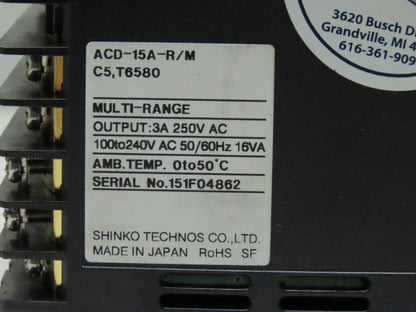 3620 Busch D
Grandville, MI 4
616-361-909
ACD-15A-R/M
C5,T6580
MULTI-RANGE
OUTPUT:3A 250V AC
100to240V AC 50/60Hz 16VA
AMB.TEMP. 0to50°C
SERIAL No.151F04862
SHINKO TECHNOS CO.,LTD.
MADE IN JAPAN RoHS SF